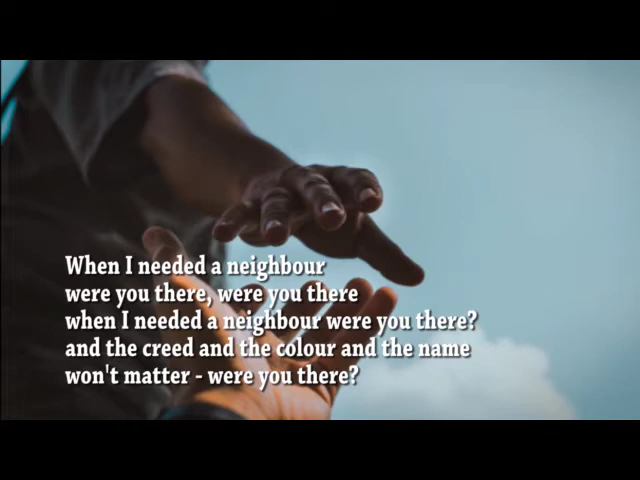 When I needed a neighbour
were you there, were you there
when I needed a neighbour were you there?
and the creed and the colour and the name
won't matter - were you there?